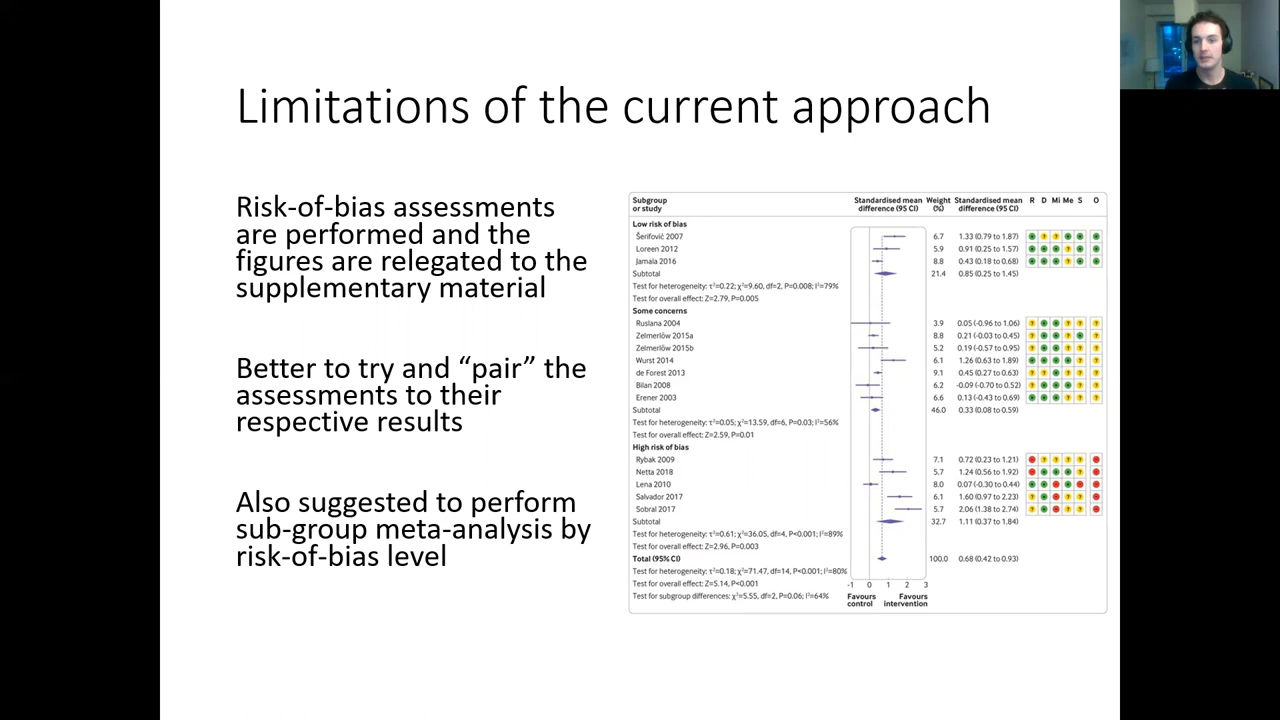 Limitations of the current approach
Risk-of-bias assessments
are performed and the
figures are relegated to the
supplementary material
Better to try and “pair” the
assessments to their
respective results
Also suggested to perform
sub-group meta-analysis by
risk-of-bias level
Subgroup Standardised mean Weight Standardised mean R D Mi Me S O
or study difference (95% CI) (%) difference (95% CI)
Low risk of bias
Šerifović 2007 6.7 1.33 (0.79 to 1.87)
Loreen 2012 5.9 0.91 (0.25 to 1.57)
Jamala 2016 8.8 0.43 (0.18 to 0.68)
Subtotal 21.4 0.85 (0.25 to 1.45)
Test for heterogeneity: τ²=0.22; χ²=9.60, df=2, P=0.008; I²=79%
Test for overall effect: Z=2.79, P=0.005
Some concerns
Ruslana 2004 3.9 0.05 (-0.96 to 1.06)
Zelmerlöw 2015a 8.8 0.21 (-0.03 to 0.45)
Zelmerlöw 2015b 5.2 0.19 (-0.57 to 0.95)
Wurst 2014 6.1 1.26 (0.63 to 1.89)
de Forest 2013 9.1 0.45 (0.27 to 0.63)
Bilan 2008 6.2 -0.09 (-0.70 to 0.52)
Erener 2003 6.6 0.13 (-0.43 to 0.69)
Subtotal 46.0 0.33 (0.08 to 0.59)
Test for heterogeneity: τ²=0.05; χ²=13.59, df=6, P=0.03; I²=56%
Test for overall effect: Z=2.59, P=0.01
High risk of bias
Rybak 2009 7.1 0.72 (0.23 to 1.21)
Netta 2018 5.7 1.24 (0.56 to 1.92)
Lena 2010 8.0 0.07 (-0.30 to 0.44)
Salvador 2017 6.1 1.60 (0.97 to 2.23)
Sobral 2017 5.7 2.06 (1.38 to 2.74)
Subtotal 32.7 1.11 (0.37 to 1.84)
Test for heterogeneity: τ²=0.61; χ²=36.05, df=4, P<0.001; I²=89%
Test for overall effect: Z=2.96, P=0.003
Total (95% CI) 100.0 0.68 (0.42 to 0.93)
Test for heterogeneity: τ²=0.18; χ²=71.47, df=14, P<0.001; I²=80%
Test for overall effect: Z=5.14, P<0.001
Test for subgroup differences: χ²=5.55, df=2, P=0.06; I²=64%
-1 0 1 2 3
Favours Favours
control intervention